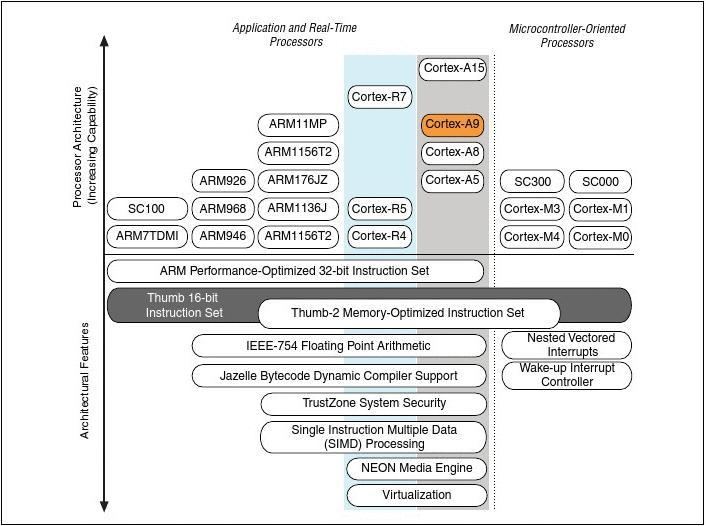 Application and Real-Time
Processors
Microcontroller-Oriented
Processors
Processor Architecture
(Increasing Capability)
Cortex-A15
Cortex-R7
ARM11MP
Cortex-A9
ARM1156T2
Cortex-A8
ARM926
ARM176JZ
Cortex-A5
SC300
SC000
SC100
ARM968
ARM1136J
Cortex-R5
Cortex-M3
Cortex-M1
ARM7TDMI
ARM946
ARM1156T2
Cortex-R4
Cortex-M4
Cortex-M0
Architectural Features
ARM Performance-Optimized 32-bit Instruction Set
Thumb 16-bit
Instruction Set
Thumb-2 Memory-Optimized Instruction Set
IEEE-754 Floating Point Arithmetic
Nested Vectored
Interrupts
Jazelle Bytecode Dynamic Compiler Support
Wake-up Interrupt
Controller
TrustZone System Security
Single Instruction Multiple Data
(SIMD) Processing
NEON Media Engine
Virtualization